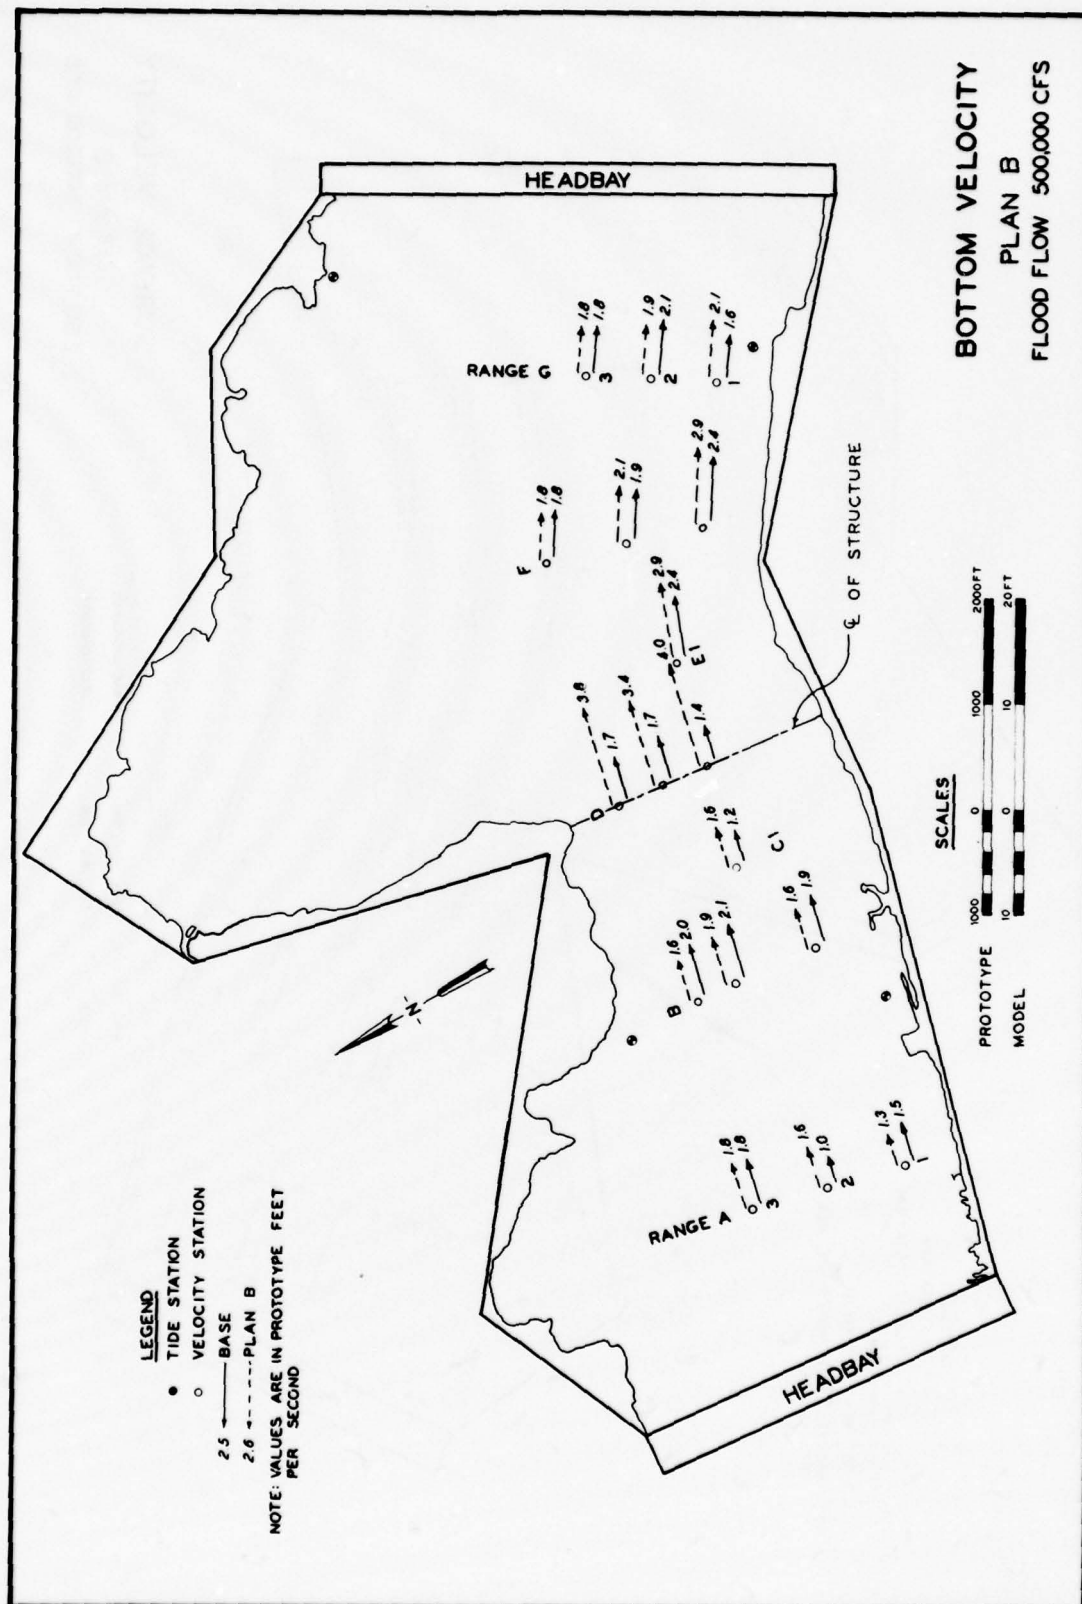 LEGEND
TIDE STATION
VELOCITY STATION
2.5 BASE
2.6 PLAN B
NOTE: VALUES ARE IN PROTOTYPE FEET
PER SECOND
HEADBAY
RANGE A
3
1.8
1.8
2
1.6
1.0
1
1.3
1.5
B
1.6
2.0
1.9
2.1
1.6
1.9
C1
1.6
1.2
N
D
3.8
1.7
3.4
1.7
4.0
1.4
E1
2.9
2.4
F
1.8
1.8
2.1
1.9
2.9
2.4
RANGE G
3
1.8
1.8
2
1.9
2.1
1
2.1
1.6
HEADBAY
℄ OF STRUCTURE
SCALES
PROTOTYPE 1000 0 1000 2000 FT
MODEL 10 0 10 20 FT
BOTTOM VELOCITY
PLAN B
FLOOD FLOW 500,000 CFS